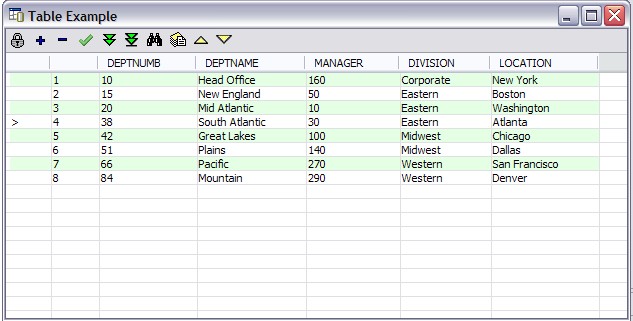 Table Example
DEPTNUMB DEPTNAME MANAGER DIVISION LOCATION
1 10 Head Office 160 Corporate New York
2 15 New England 50 Eastern Boston
3 20 Mid Atlantic 10 Eastern Washington
> 4 38 South Atlantic 30 Eastern Atlanta
5 42 Great Lakes 100 Midwest Chicago
6 51 Plains 140 Midwest Dallas
7 66 Pacific 270 Western San Francisco
8 84 Mountain 290 Western Denver